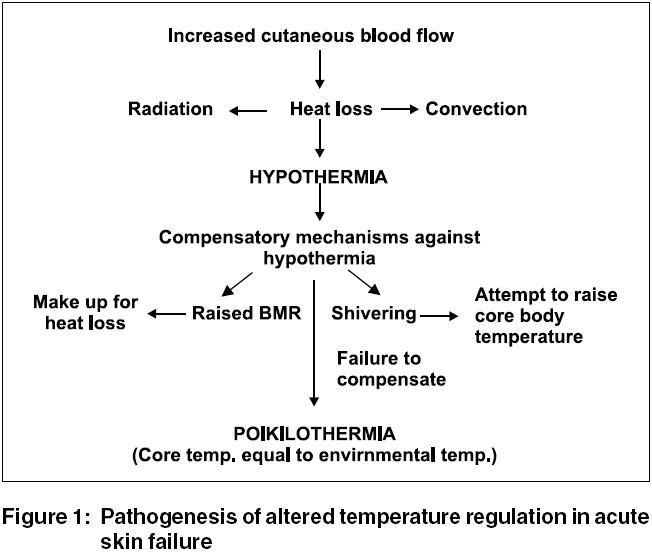 Increased cutaneous blood flow
Radiation
Heat loss
Convection
HYPOTHERMIA
Compensatory mechanisms against
hypothermia
Make up for
heat loss
Raised BMR
Shivering
Attempt to raise
core body
temperature
Failure to
compensate
POIKILOTHERMIA
(Core temp. equal to envirnmental temp.)
Figure 1: Pathogenesis of altered temperature regulation in acute
skin failure